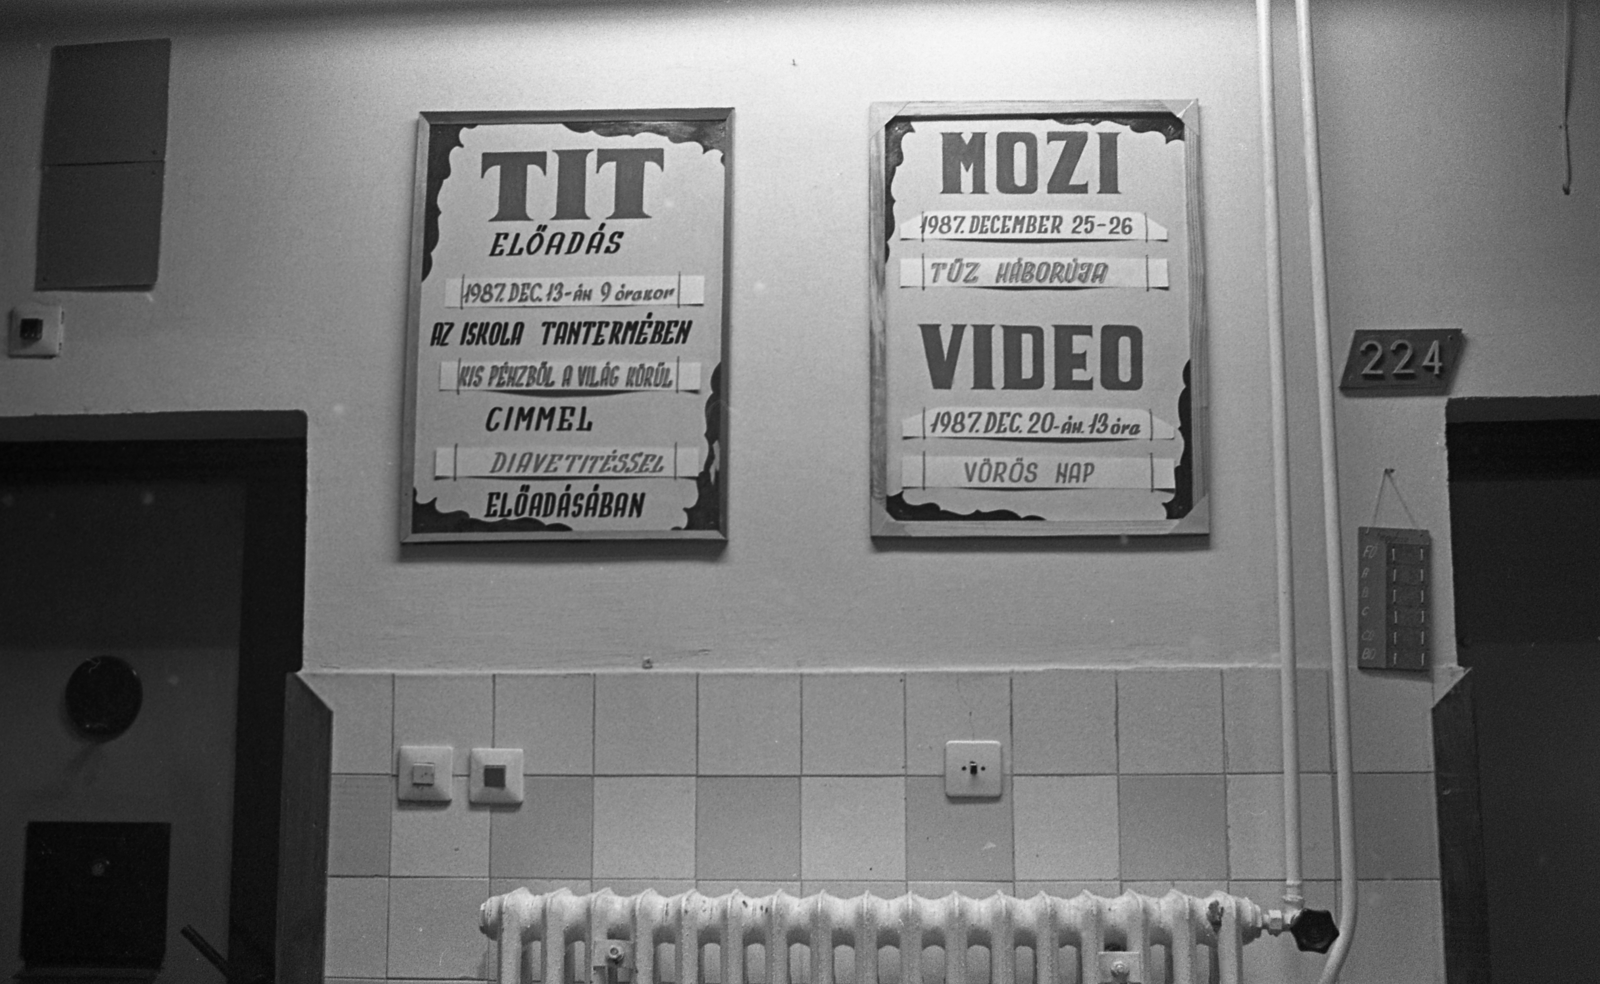 TIT
ELŐADÁS
1987. DEC. 13-ÁN 9 órakor
AZ ISKOLA TANTERMÉBEN
KIS PÉNZBŐL A VILÁG KÖRÜL
CIMMEL
DIAVETITÉSSEL
ELŐADÁSÁBAN
MOZI
1987. DECEMBER 25-26
TŰZ HÁBORÚJA
VIDEO
1987. DEC. 20-ÁN. 13 óra
VÖRÖS NAP
224
A
B
C